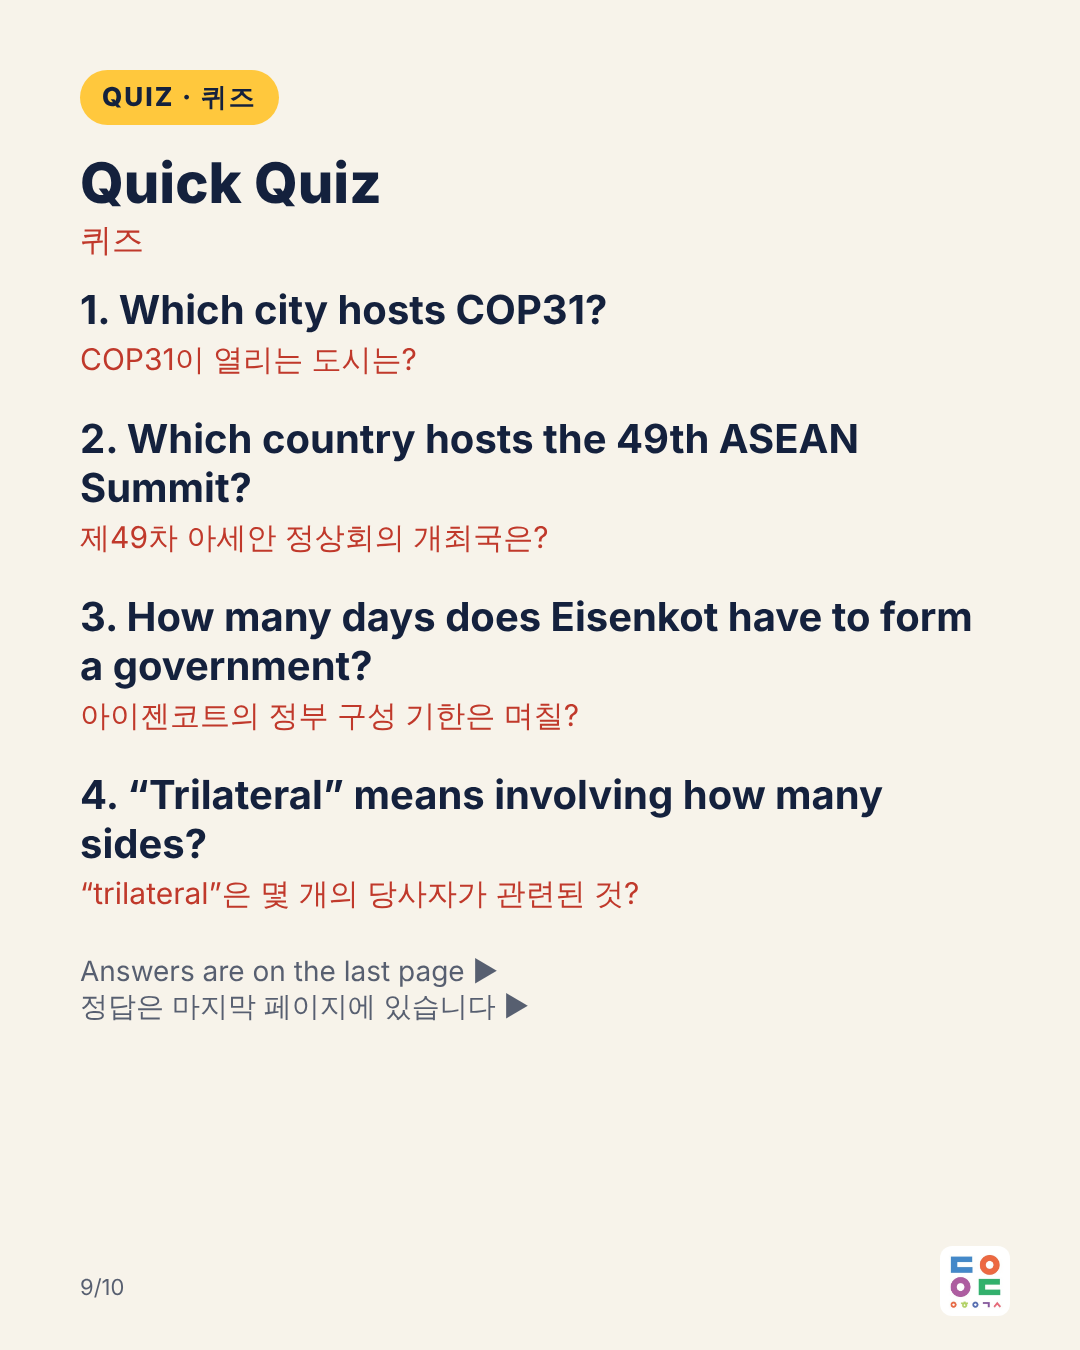 QUIZ · 퀴즈
Quick Quiz
퀴즈
1. Which city hosts COP31?
COP31이 열리는 도시는?
2. Which country hosts the 49th ASEAN
Summit?
제49차 아세안 정상회의 개최국은?
3. How many days does Eisenkot have to form
a government?
아이젠코트의 정부 구성 기한은 며칠?
4. “Trilateral” means involving how many
sides?
“trilateral”은 몇 개의 당사자가 관련된 것?
Answers are on the last page ▶
정답은 마지막 페이지에 있습니다 ▶
9/10